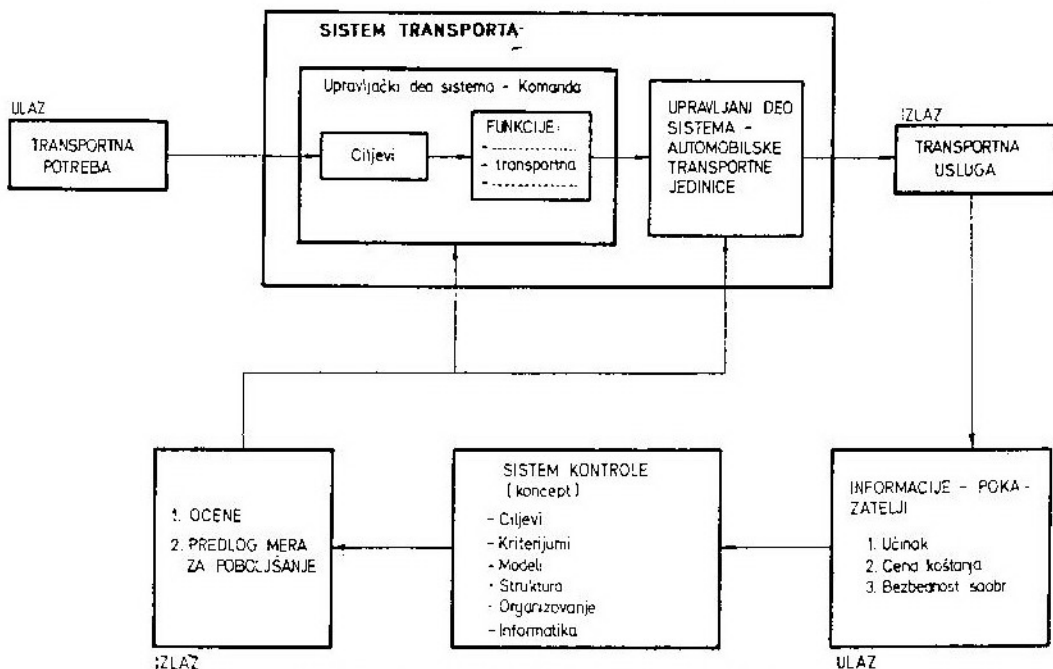 SISTEM TRANSPORTA
Upravljački deo sistema - Komanda
ULAZ
TRANSPORTNA
POTREBA
Ciljevi
FUNKCIJE:
-
- transportna
-
UPRAVLJANI DEO
SISTEMA -
AUTOMOBILSKE
TRANSPORTNE
JEDINICE
IZLAZ
TRANSPORTNA
USLUGA
1. OCENE
2. PREDLOG MERA
ZA POBOLJŠANJE
IZLAZ
SISTEM KONTROLE
(koncept)
- Ciljevi
- Kriterijumi
- Modeli
- Struktura
- Organizovanje
- Informatika
INFORMACIJE - POKA-
ZATELJI
1. Učinak
2. Cena koštanja
3. Bezbednost saobr
ULAZ